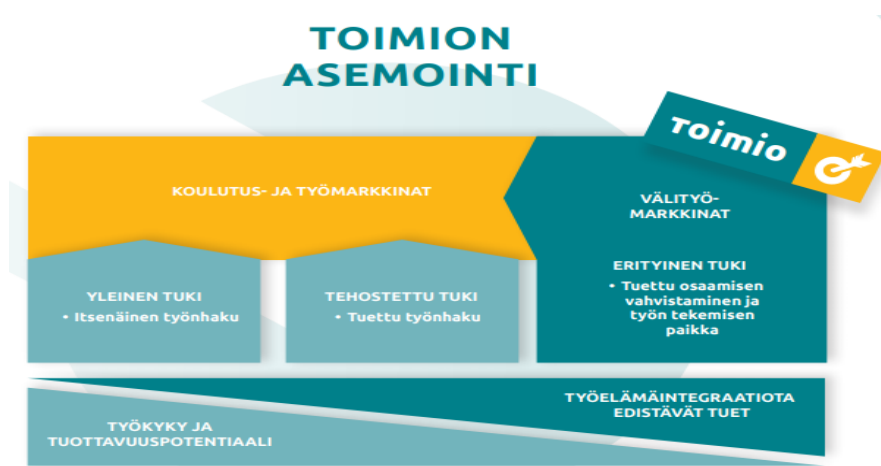 TOIMION
ASEMOINTI
Toimio
KOULUTUS- JA TYÖMARKKINAT
VÄLITYÖ-
MARKKINAT
YLEINEN TUKI
• Itsenäinen työnhaku
TEHOSTETTU TUKI
• Tuettu työnhaku
ERITYINEN TUKI
• Tuettu osaamisen
vahvistaminen ja
työn tekemisen
paikka
TYÖELÄMÄINTEGRAATIOTA
EDISTÄVÄT TUET
TYÖKYKY JA
TUOTTAVUUSPOTENTIAALI